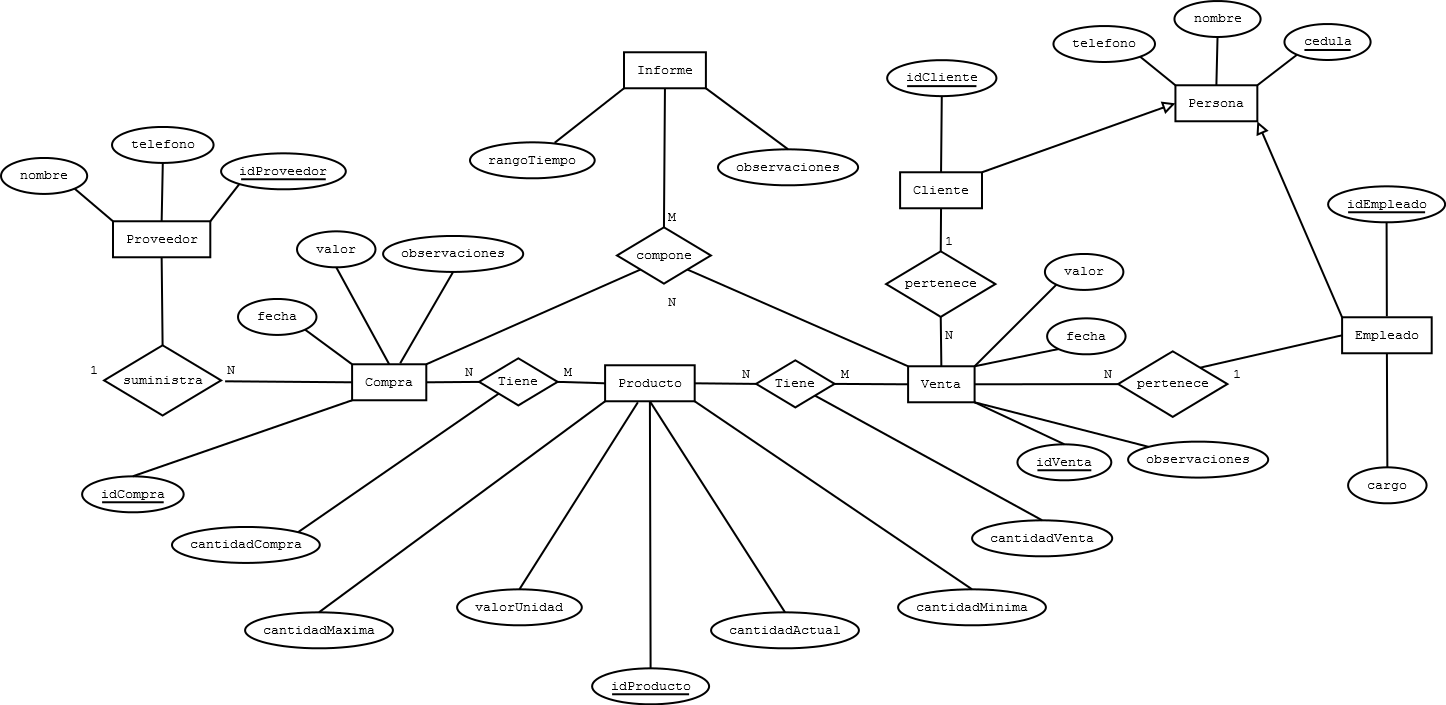 nombre
telefono
cedula
Informe
idCliente
Persona
telefono
rangoTiempo
observaciones
nombre
idProveedor
Cliente
idEmpleado
M
Proveedor
1
valor
observaciones
compone
pertenece
valor
N
fecha
N
fecha
Empleado
1
N
suministra
Compra
N
Tiene
M
Producto
N
Tiene
M
Venta
N
pertenece
1
idCompra
idVenta
observaciones
cargo
cantidadCompra
cantidadVenta
valorUnidad
cantidadMinima
cantidadMaxima
cantidadActual
idProducto